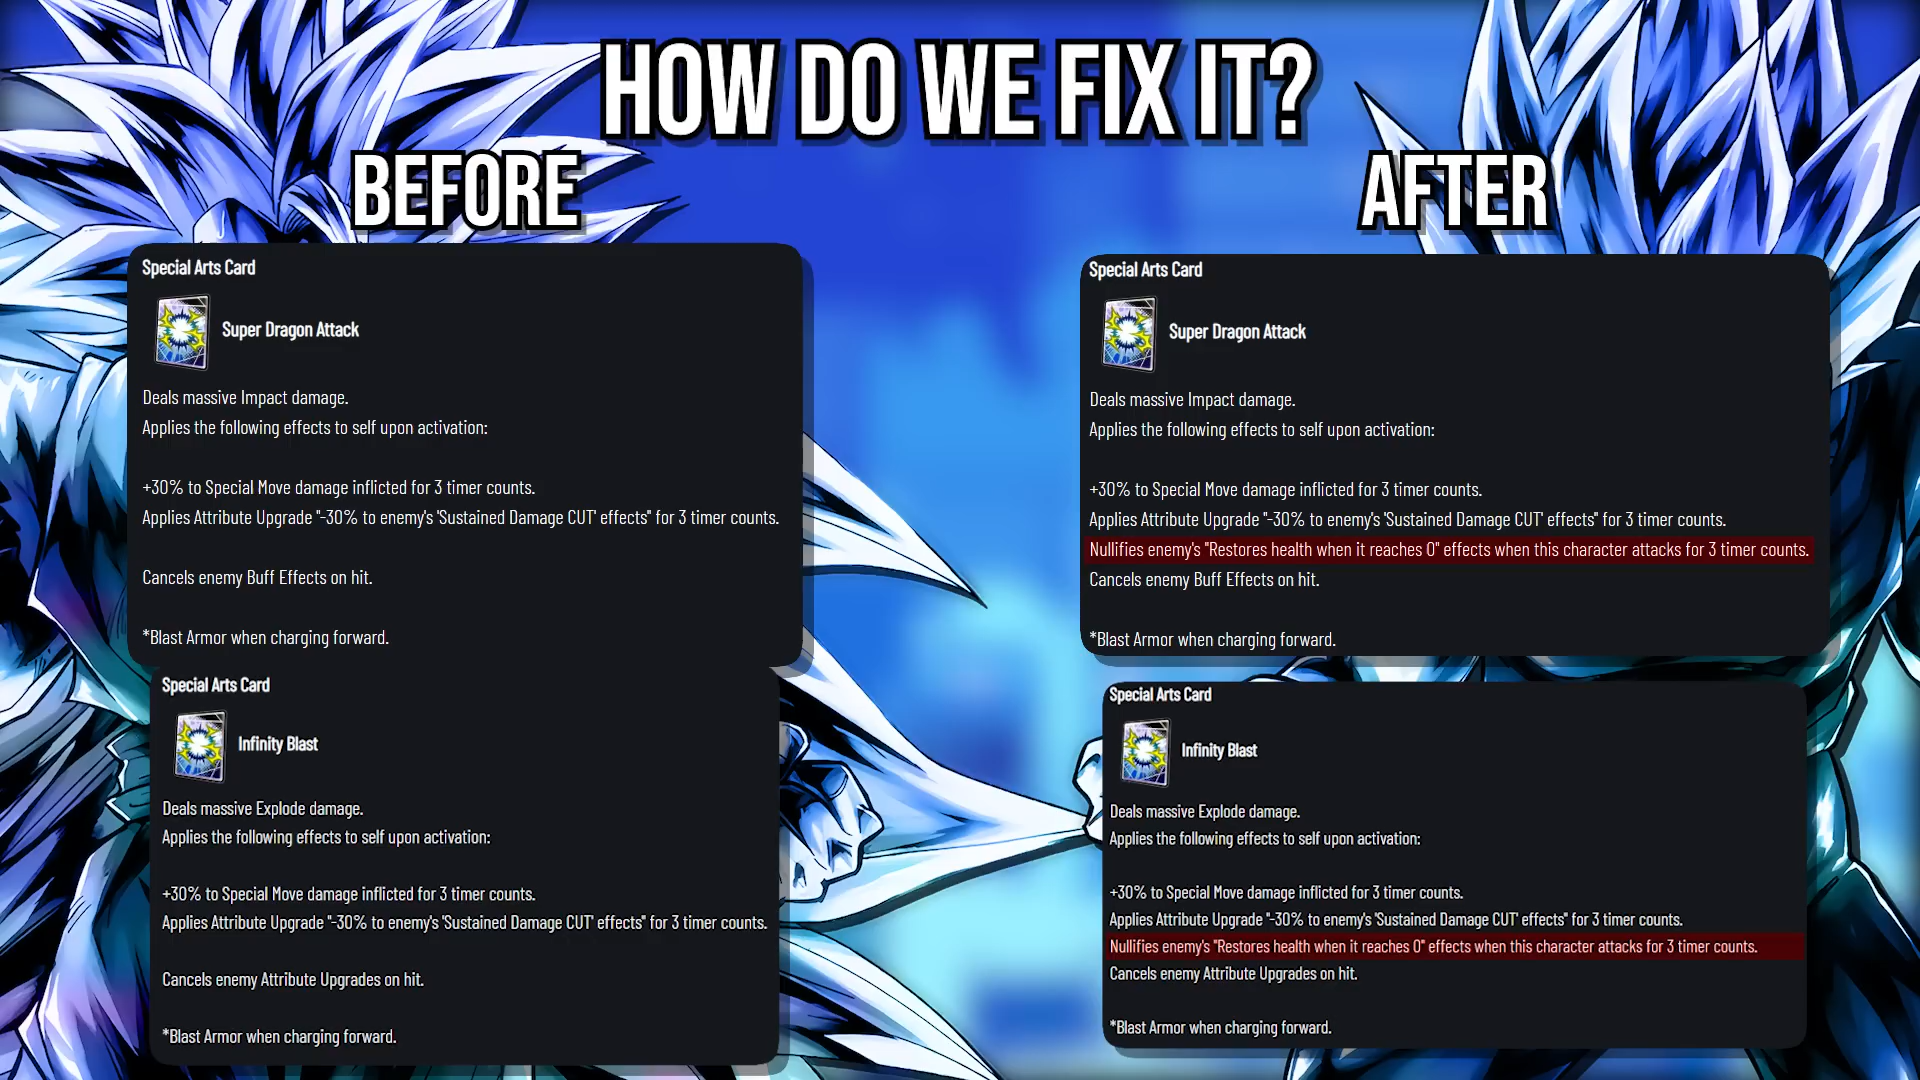 HOW DO WE FIX IT?
BEFORE
Special Arts Card
Super Dragon Attack
Deals massive Impact damage.
Applies the following effects to self upon activation:
+30% to Special Move damage inflicted for 3 timer counts.
Applies Attribute Upgrade "-30% to enemy's 'Sustained Damage CUT' effects" for 3 timer counts.
Cancels enemy Buff Effects on hit.
*Blast Armor when charging forward.
Special Arts Card
Infinity Blast
Deals massive Explode damage.
Applies the following effects to self upon activation:
+30% to Special Move damage inflicted for 3 timer counts.
Applies Attribute Upgrade "-30% to enemy's 'Sustained Damage CUT' effects" for 3 timer counts.
Cancels enemy Attribute Upgrades on hit.
*Blast Armor when charging forward.
AFTER
Special Arts Card
Super Dragon Attack
Deals massive Impact damage.
Applies the following effects to self upon activation:
+30% to Special Move damage inflicted for 3 timer counts.
Applies Attribute Upgrade "-30% to enemy's 'Sustained Damage CUT' effects" for 3 timer counts.
Nullifies enemy's "Restores health when it reaches 0" effects when this character attacks for 3 timer counts.
Cancels enemy Buff Effects on hit.
*Blast Armor when charging forward.
Special Arts Card
Infinity Blast
Deals massive Explode damage.
Applies the following effects to self upon activation:
+30% to Special Move damage inflicted for 3 timer counts.
Applies Attribute Upgrade "-30% to enemy's 'Sustained Damage CUT' effects" for 3 timer counts.
Nullifies enemy's "Restores health when it reaches 0" effects when this character attacks for 3 timer counts.
Cancels enemy Attribute Upgrades on hit.
*Blast Armor when charging forward.